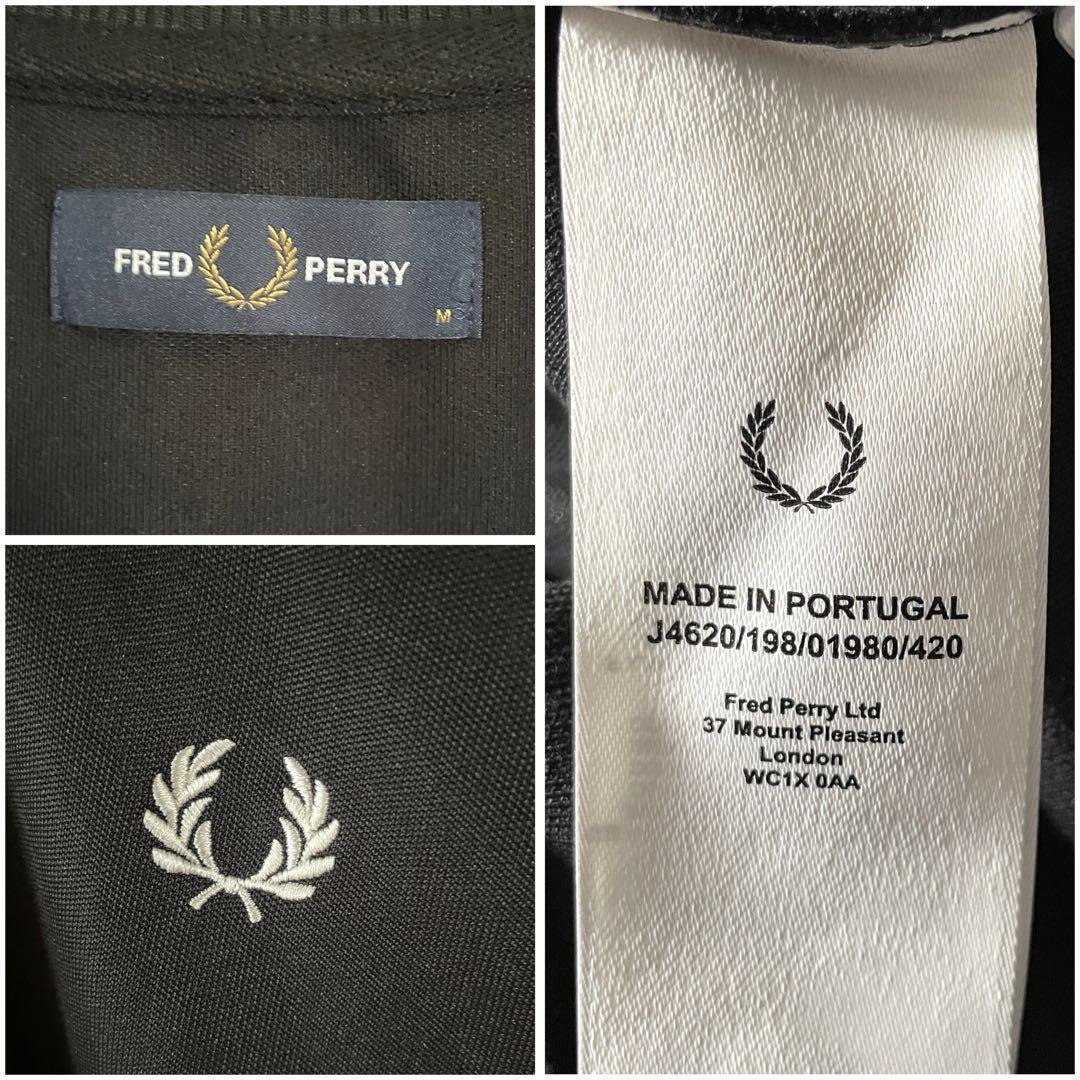 FRED PERRY
M
MADE IN PORTUGAL
J4620/198/01980/420
Fred Perry Ltd
37 Mount Pleasant
London
WC1X 0AA